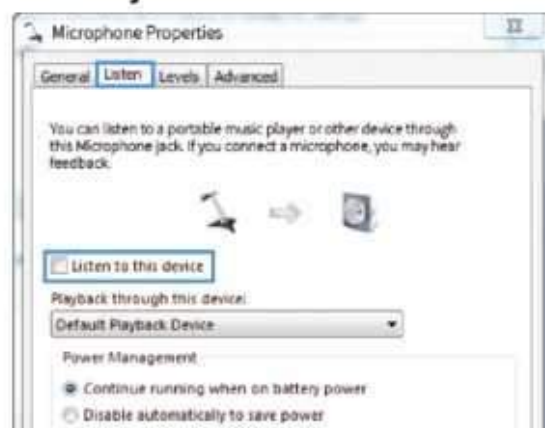 Microphone Properties
General Listen Levels Advanced
You can listen to a portable music player or other device through
this Microphone jack. If you connect a microphone, you may hear
feedback.
Listen to this device
Playback through this device:
Default Playback Device
Power Management
Continue running when on battery power
Disable automatically to save power